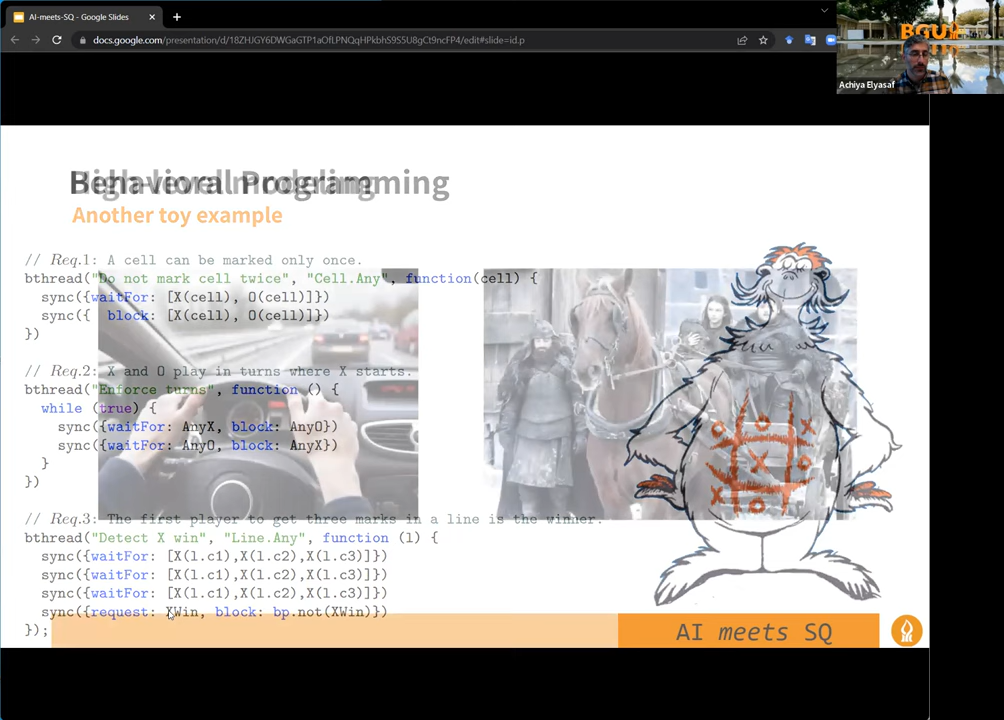 AI-meets-SQ - Google Slides
docs.google.com/presentation/d/18ZHJGY6DWGaGTP1aOfLPNQqHPkbhS9S5U8gCt9ncFP4/edit#slide=id.p
BGU
Achiya Elyasaf
Behavioral Programming
Another toy example
// Req.1: A cell can be marked only once.
bthread("Do not mark cell twice", "Cell.Any", function(cell) {
sync({waitFor: [X(cell), O(cell)]})
sync({ block: [X(cell), O(cell)]})
})
// Req.2: X and O play in turns where X starts.
bthread("Enforce turns", function () {
while (true) {
sync({waitFor: AnyX, block: AnyO})
sync({waitFor: AnyO, block: AnyX})
}
})
// Req.3: The first player to get three marks in a line is the winner.
bthread("Detect X win", "Line.Any", function (l) {
sync({waitFor: [X(l.c1),X(l.c2),X(l.c3)]})
sync({waitFor: [X(l.c1),X(l.c2),X(l.c3)]})
sync({waitFor: [X(l.c1),X(l.c2),X(l.c3)]})
sync({request: XWin, block: bp.not(XWin)})
});
AI meets SQ